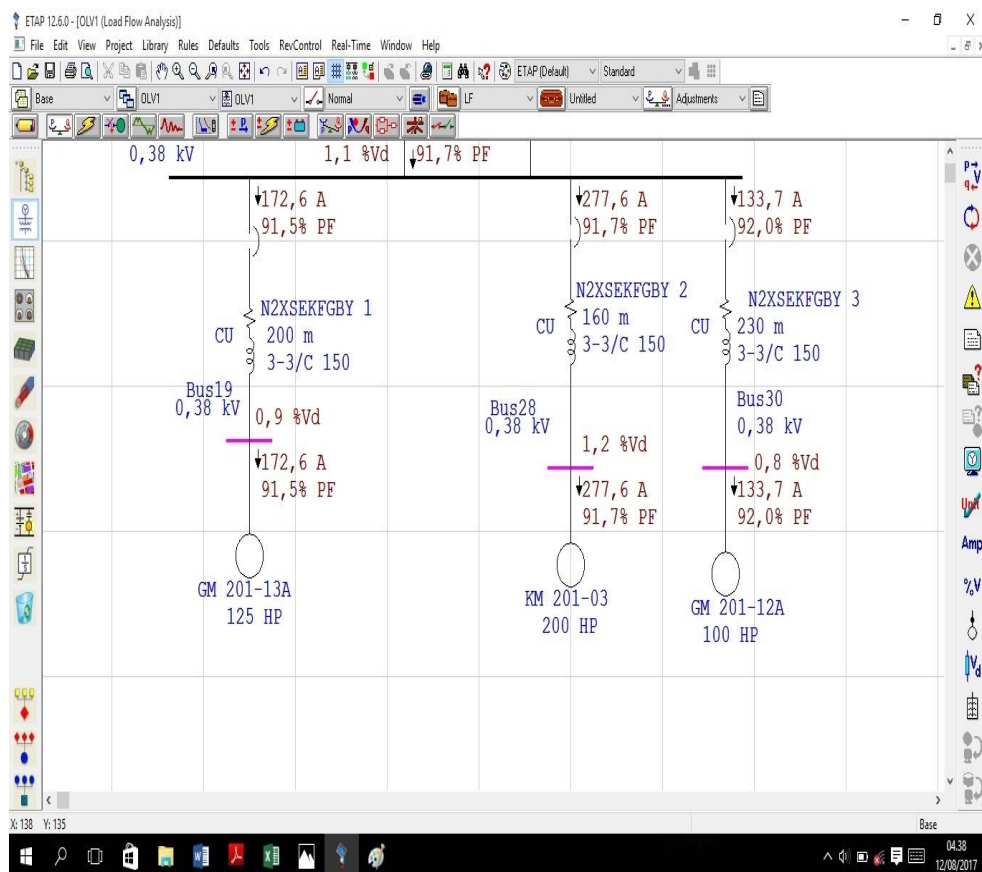 ETAP 12.6.0 - [OLV1 (Load Flow Analysis)]
File Edit View Project Library Rules Defaults Tools RevControl Real-Time Window Help
ETAP (Default) Standard
Base OLV1 OLV1 Normal LF Untitled Adjustments
0,38 kV 1,1 %Vd 91,7% PF
172,6 A 277,6 A 133,7 A
91,5% PF 91,7% PF 92,0% PF
N2XSEKFGBY 1 N2XSEKFGBY 2 N2XSEKFGBY 3
CU 200 m CU 160 m CU 230 m
3-3/C 150 3-3/C 150 3-3/C 150
Bus19 Bus28 Bus30
0,38 kV 0,38 kV 0,38 kV
0,9 %Vd 1,2 %Vd 0,8 %Vd
172,6 A 277,6 A 133,7 A
91,5% PF 91,7% PF 92,0% PF
GM 201-13A KM 201-03 GM 201-12A
125 HP 200 HP 100 HP
Unit
Amp
%V
Vd
X: 138 Y: 135 Base
04.38
12/08/2017